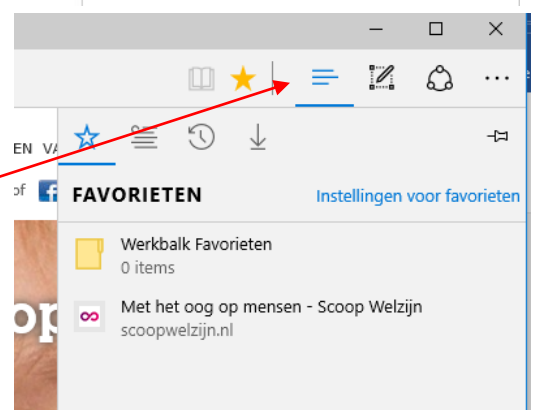 EN VA
of
FAVORIETEN
Instellingen voor favorieten
Werkbalk Favorieten
0 items
Met het oog op mensen - Scoop Welzijn
scoopwelzijn.nl
op